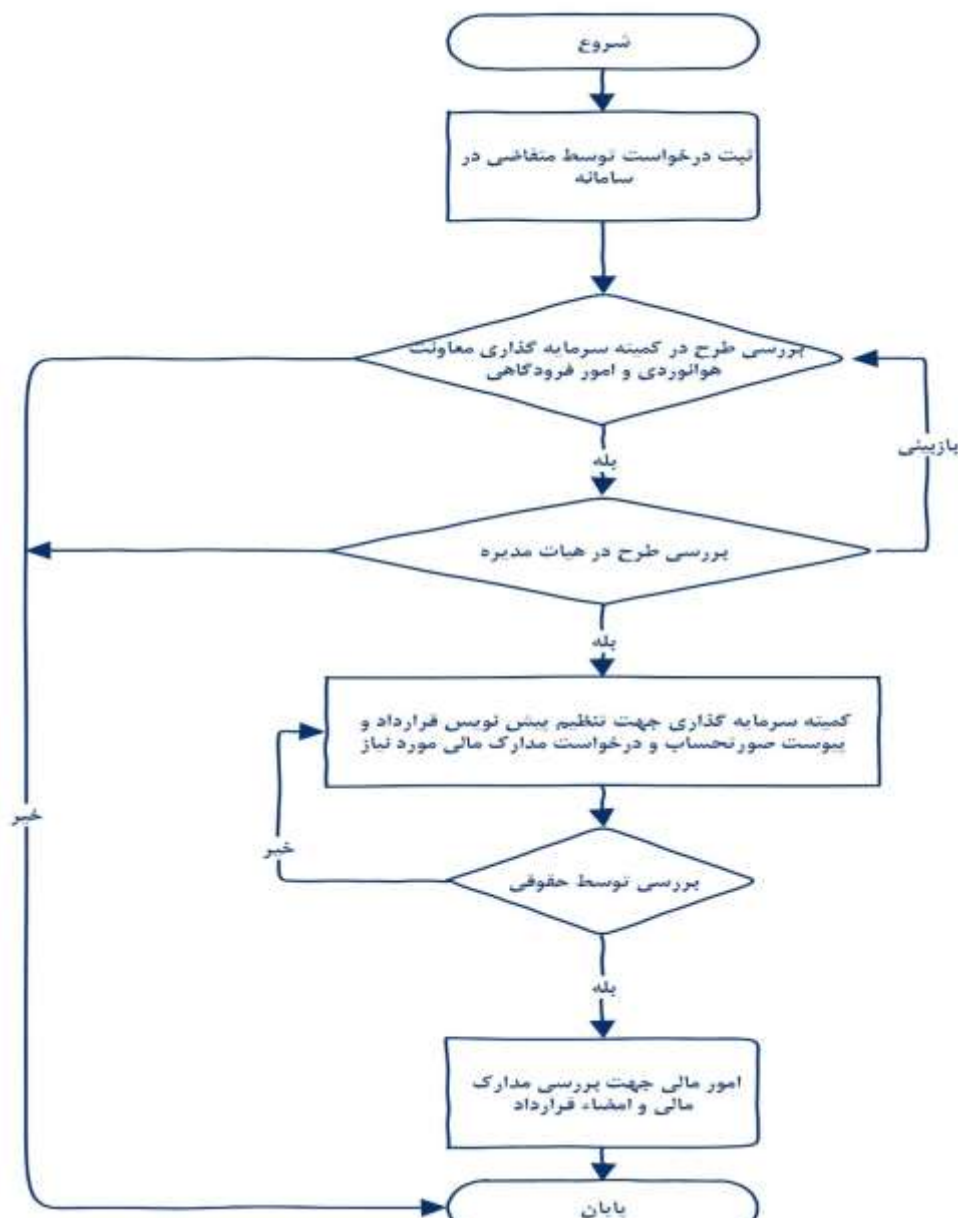 شروع
ثبت درخواست توسط متقاضی در
سامانه
بررسی طرح در کمیته سرمایه گذاری معاونت
هوانوردی و امور فرودگاهی
بازبینی
بله
بررسی طرح در هیات مدیره
بله
کمیته سرمایه گذاری جهت تنظیم پیش نویس قرارداد و
پیوست صورتحساب و درخواست مدارک مالی مورد نیاز
خیر
خیر
بررسی توسط حقوقی
بله
امور مالی جهت بررسی مدارک
مالی و امضاء قرارداد
پایان